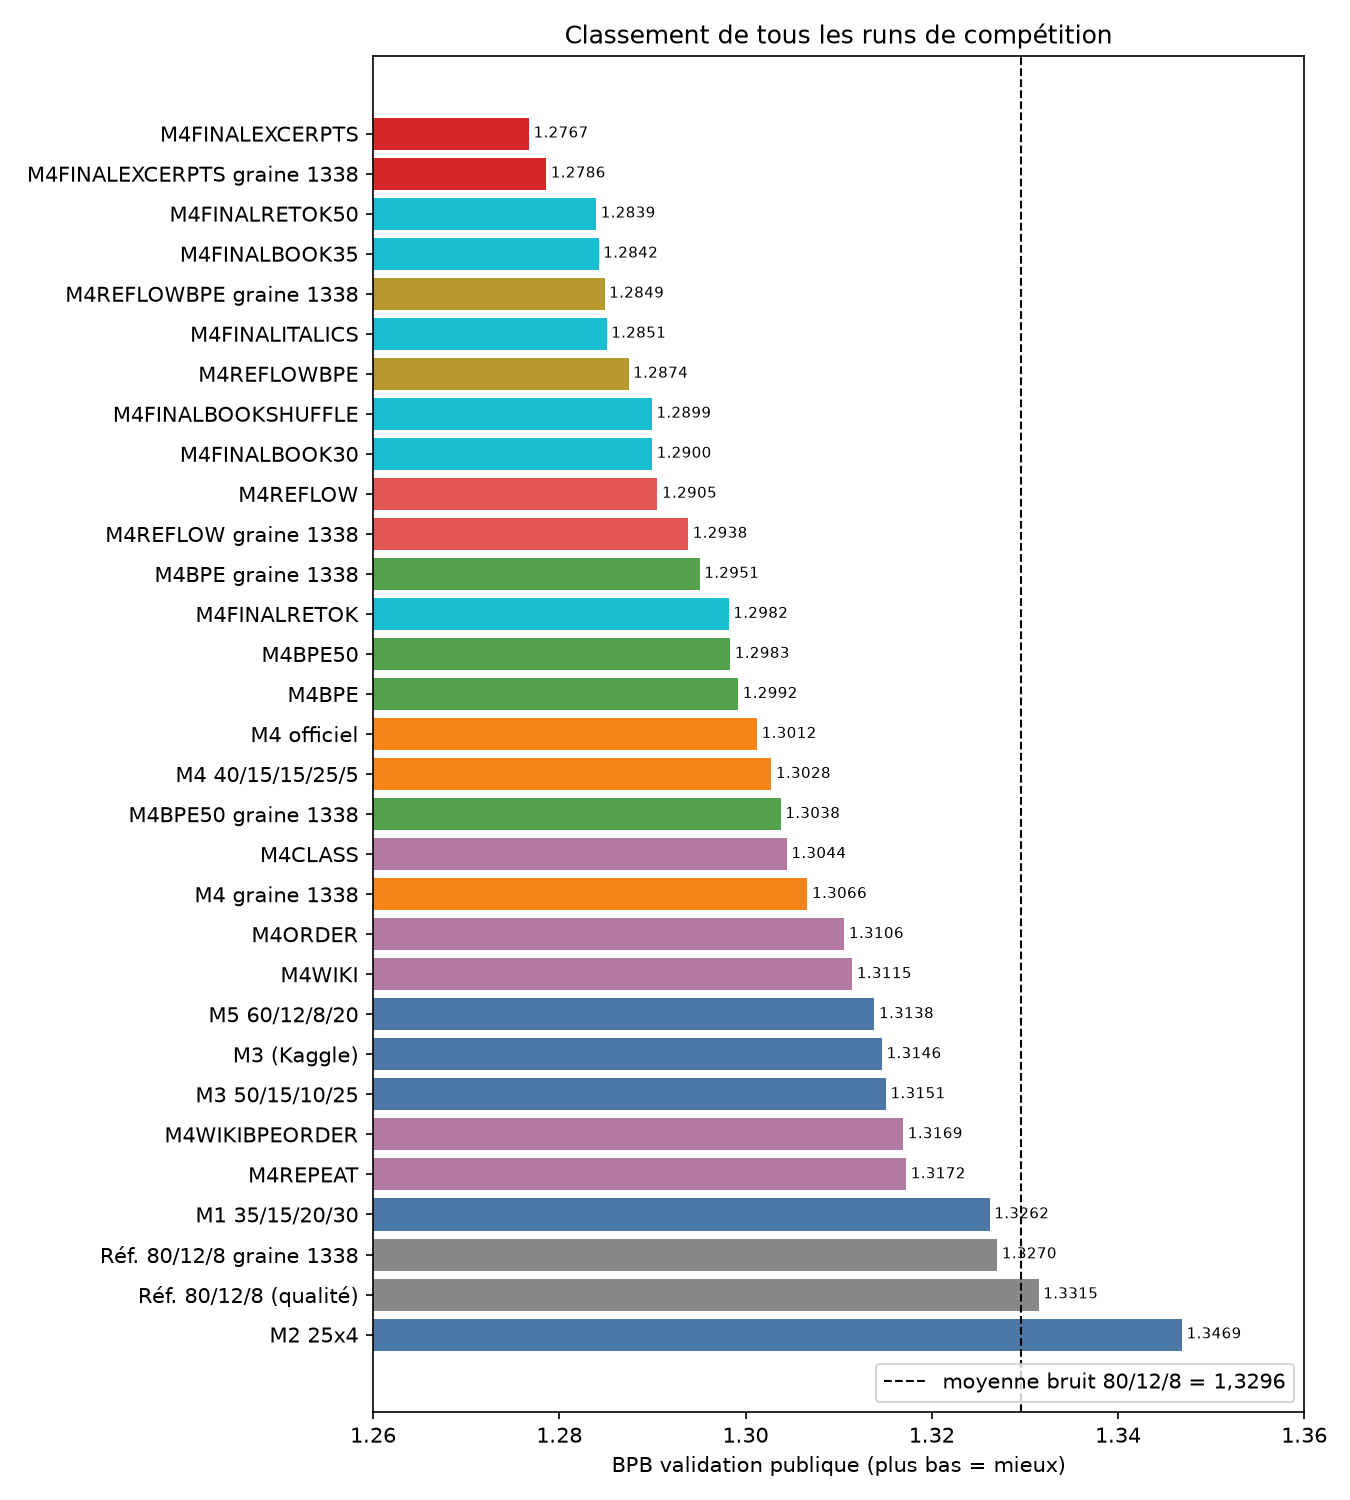 Classement de tous les runs de compétition
M4FINALEXCERPTS 1.2767
M4FINALEXCERPTS graine 1338 1.2786
M4FINALRETOK50 1.2839
M4FINALBOOK35 1.2842
M4REFLOWBPE graine 1338 1.2849
M4FINALITALICS 1.2851
M4REFLOWBPE 1.2874
M4FINALBOOKSHUFFLE 1.2899
M4FINALBOOK30 1.2900
M4REFLOW 1.2905
M4REFLOW graine 1338 1.2938
M4BPE graine 1338 1.2951
M4FINALRETOK 1.2982
M4BPE50 1.2983
M4BPE 1.2992
M4 officiel 1.3012
M4 40/15/15/25/5 1.3028
M4BPE50 graine 1338 1.3038
M4CLASS 1.3044
M4 graine 1338 1.3066
M4ORDER 1.3106
M4WIKI 1.3115
M5 60/12/8/20 1.3138
M3 (Kaggle) 1.3146
M3 50/15/10/25 1.3151
M4WIKIBPEORDER 1.3169
M4REPEAT 1.3172
M1 35/15/20/30 1.3262
Réf. 80/12/8 graine 1338 1.3270
Réf. 80/12/8 (qualité) 1.3315
M2 25x4 1.3469
moyenne bruit 80/12/8 = 1,3296
1.26 1.28 1.30 1.32 1.34 1.36
BPB validation publique (plus bas = mieux)